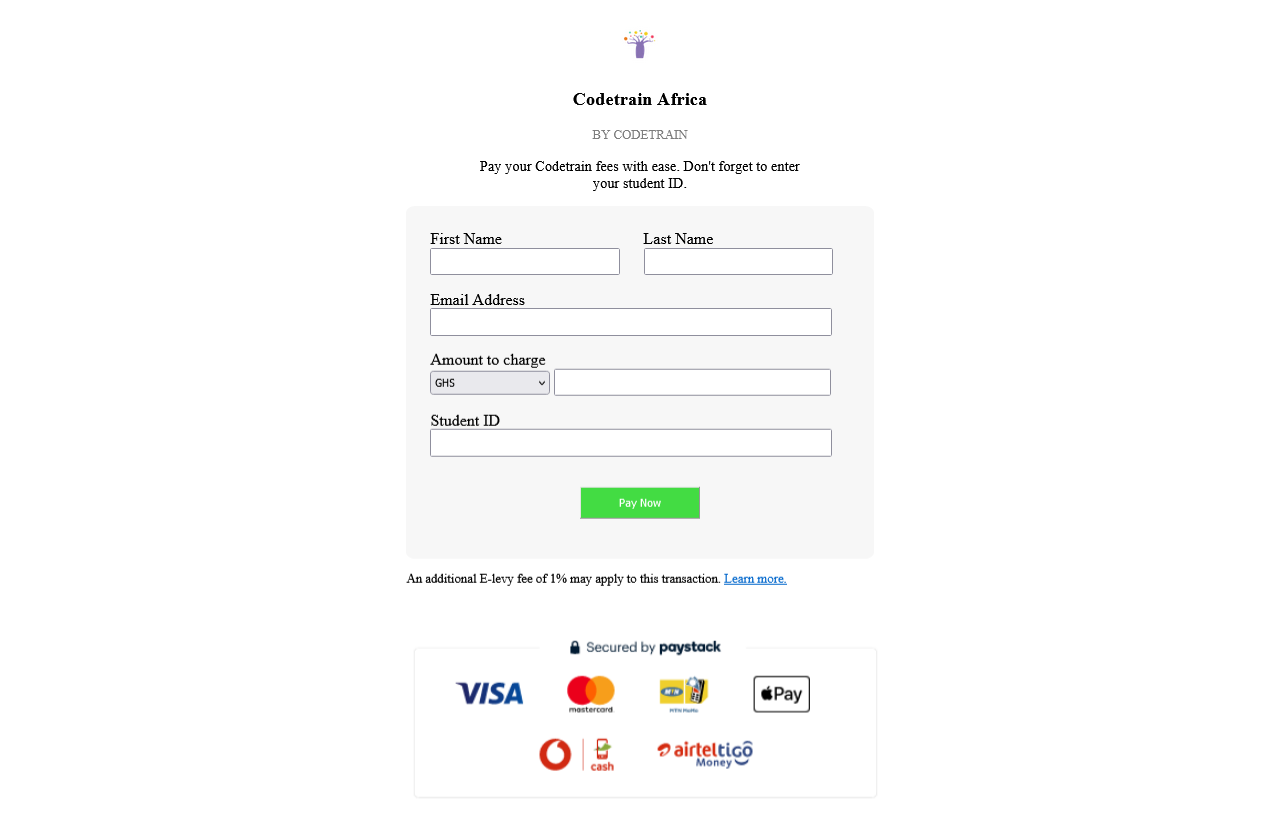 Codetrain Africa
BY CODETRAIN
Pay your Codetrain fees with ease. Don't forget to enter
your student ID.
First Name
Last Name
Email Address
Amount to charge
GHS
Student ID
Pay Now
An additional E-levy fee of 1% may apply to this transaction. Learn more.
Secured by paystack
VISA
mastercard
MTN
MTN MoMo
Pay
cash
airteltigo
Money